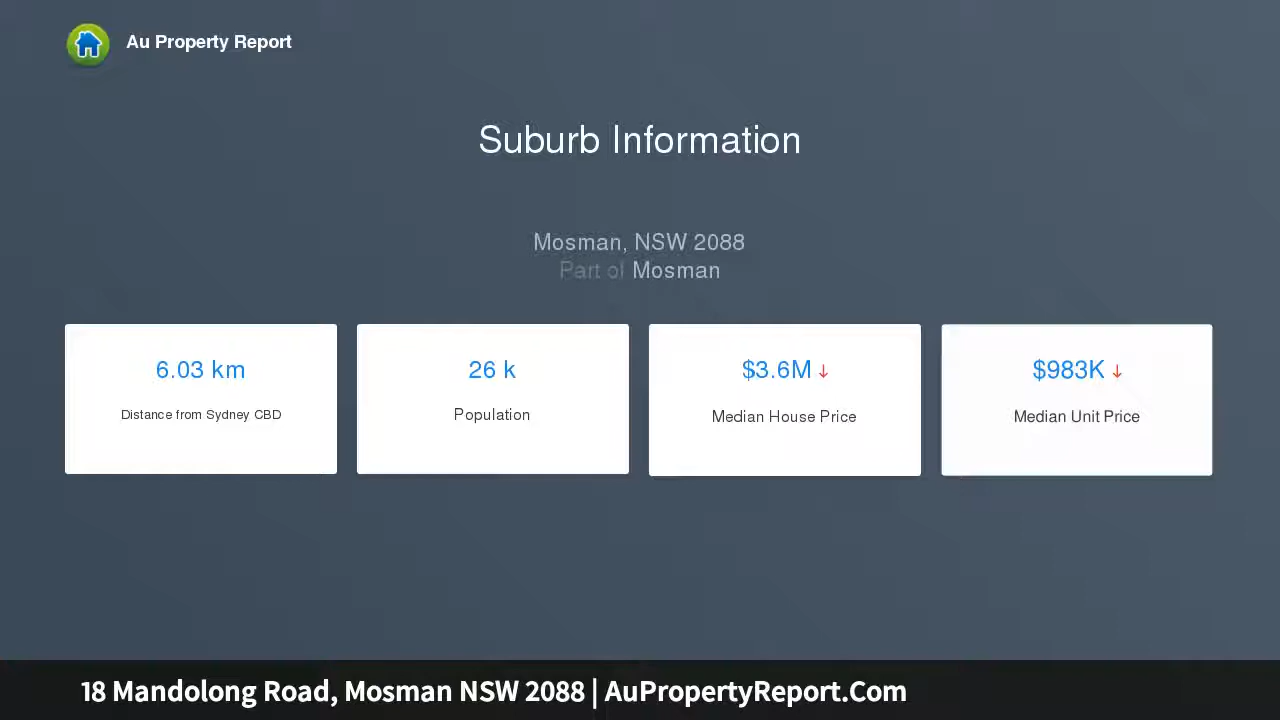 Au Property Report
Suburb Information
Mosman, NSW 2088
Part of Mosman
6.03 km
Distance from Sydney CBD
26 k
Population
$3.6M ↓
Median House Price
$983K ↓
Median Unit Price
18 Mandolong Road, Mosman NSW 2088 | AuPropertyReport.Com